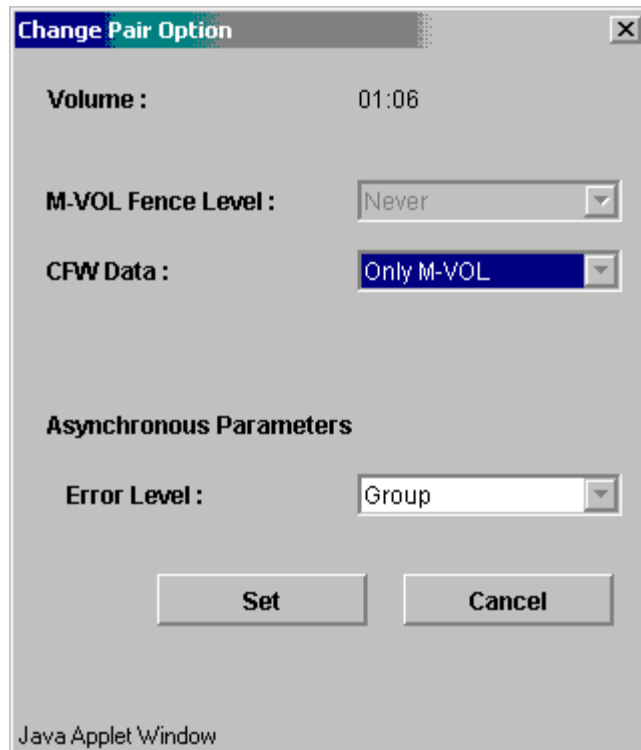 Change Pair Option
Volume : 01:06
M-VOL Fence Level : Never
CFW Data : Only M-VOL
Asynchronous Parameters
Error Level : Group
Set Cancel
Java Applet Window